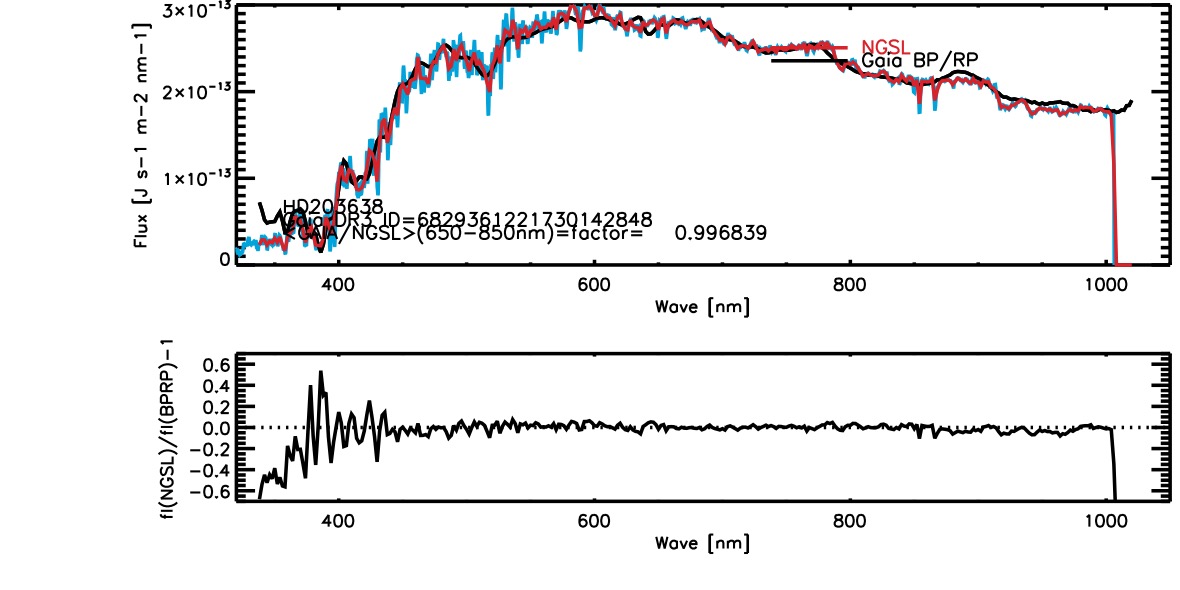 3×10−13
2×10−13
1×10−13
0
Flux [J s−1 m−2 nm−1]
NGSL
Gaia BP/RP
HD203638
Gaia DR3 ID=6829361221730142848
<GAIA/NGSL>(650−850nm)=factor= 0.996839
400 600 800 1000
Wave [nm]
fl(NGSL)/fl(BPRP)−1
0.6
0.4
0.2
0.0
−0.2
−0.4
−0.6
400 600 800 1000
Wave [nm]